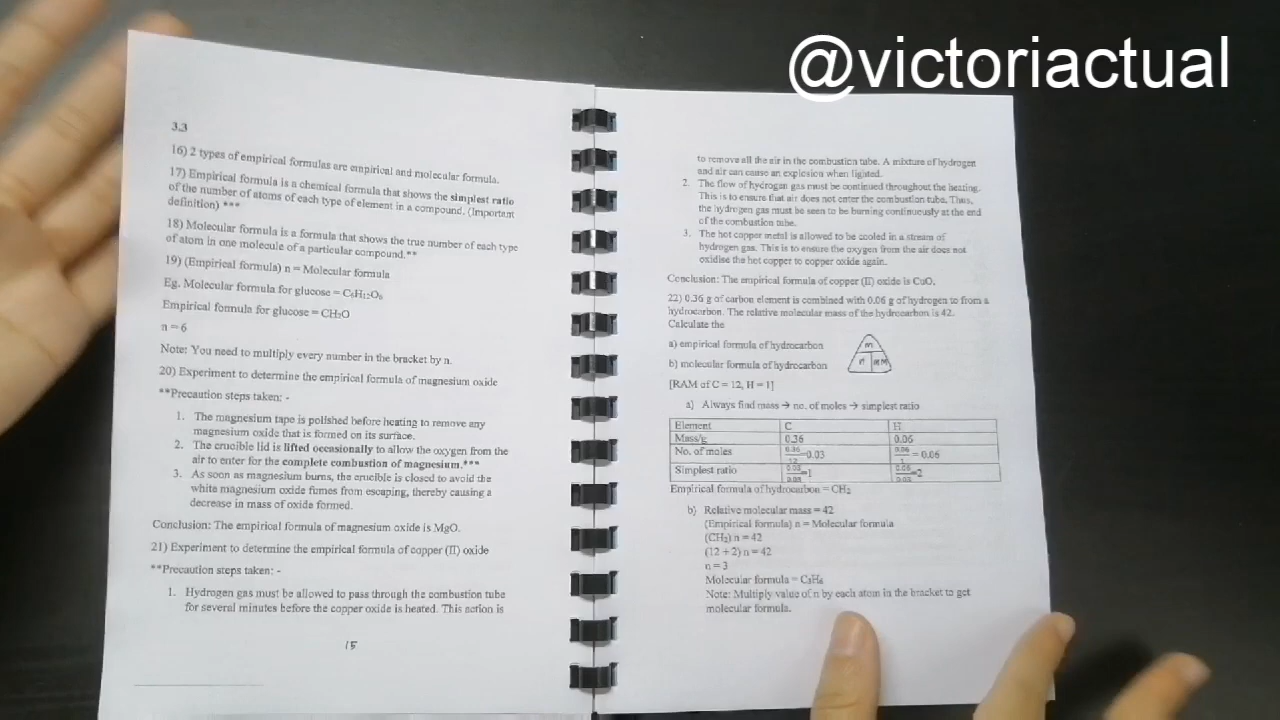 @victoriactual
3.3
16) 2 types of empirical formulas are empirical and molecular formula.
17) Empirical formula is a chemical formula that shows the simplest ratio
of the number of atoms of each type of element in a compound. (Important
definition) ***
18) Molecular formula is a formula that shows the true number of each type
of atom in one molecule of a particular compound.**
19) (Empirical formula) n = Molecular formula
Eg. Molecular formula for glucose = C₆H₁₂O₆
Empirical formula for glucose = CH₂O
n = 6
Note: You need to multiply every number in the bracket by n.
20) Experiment to determine the empirical formula of magnesium oxide
**Precaution steps taken: -
1. The magnesium tape is polished before heating to remove any
magnesium oxide that is formed on its surface.
2. The crucible lid is lifted occasionally to allow the oxygen from the
air to enter for the complete combustion of magnesium.***
3. As soon as magnesium burns, the crucible is closed to avoid the
white magnesium oxide fumes from escaping, thereby causing a
decrease in mass of oxide formed.
Conclusion: The empirical formula of magnesium oxide is MgO.
21) Experiment to determine the empirical formula of copper (II) oxide
**Precaution steps taken: -
1. Hydrogen gas must be allowed to pass through the combustion tube
for several minutes before the copper oxide is heated. This action is
15
to remove all the air in the combustion tube. A mixture of hydrogen
and air can cause an explosion when lighted.
2. The flow of hydrogen gas must be continued throughout the heating.
This is to ensure that air does not enter the combustion tube. Thus,
the hydrogen gas must be seen to be burning continuously at the end
of the combustion tube.
3. The hot copper metal is allowed to be cooled in a stream of
hydrogen gas. This is to ensure the oxygen from the air does not
oxidise the hot copper to copper oxide again.
Conclusion: The empirical formula of copper (II) oxide is CuO.
22) 0.36 g of carbon element is combined with 0.06 g of hydrogen to from a
hydrocarbon. The relative molecular mass of the hydrocarbon is 42.
Calculate the
a) empirical formula of hydrocarbon
m
b) molecular formula of hydrocarbon
n
[RAM of C = 12, H = 1]
a) Always find mass → no. of moles → simplest ratio
Element C H
Mass/g 0.36 0.06
No. of moles 0.36/12=0.03 0.06/1 = 0.06
Simplest ratio 0.03/0.03=1 0.06/0.03=2
Empirical formula of hydrocarbon = CH₂
b) Relative molecular mass = 42
(Empirical formula) n = Molecular formula
(CH₂) n = 42
(12 + 2) n = 42
n = 3
Molecular formula = C₃H₆
Note: Multiply value of n by each atom in the bracket to get
molecular formula.